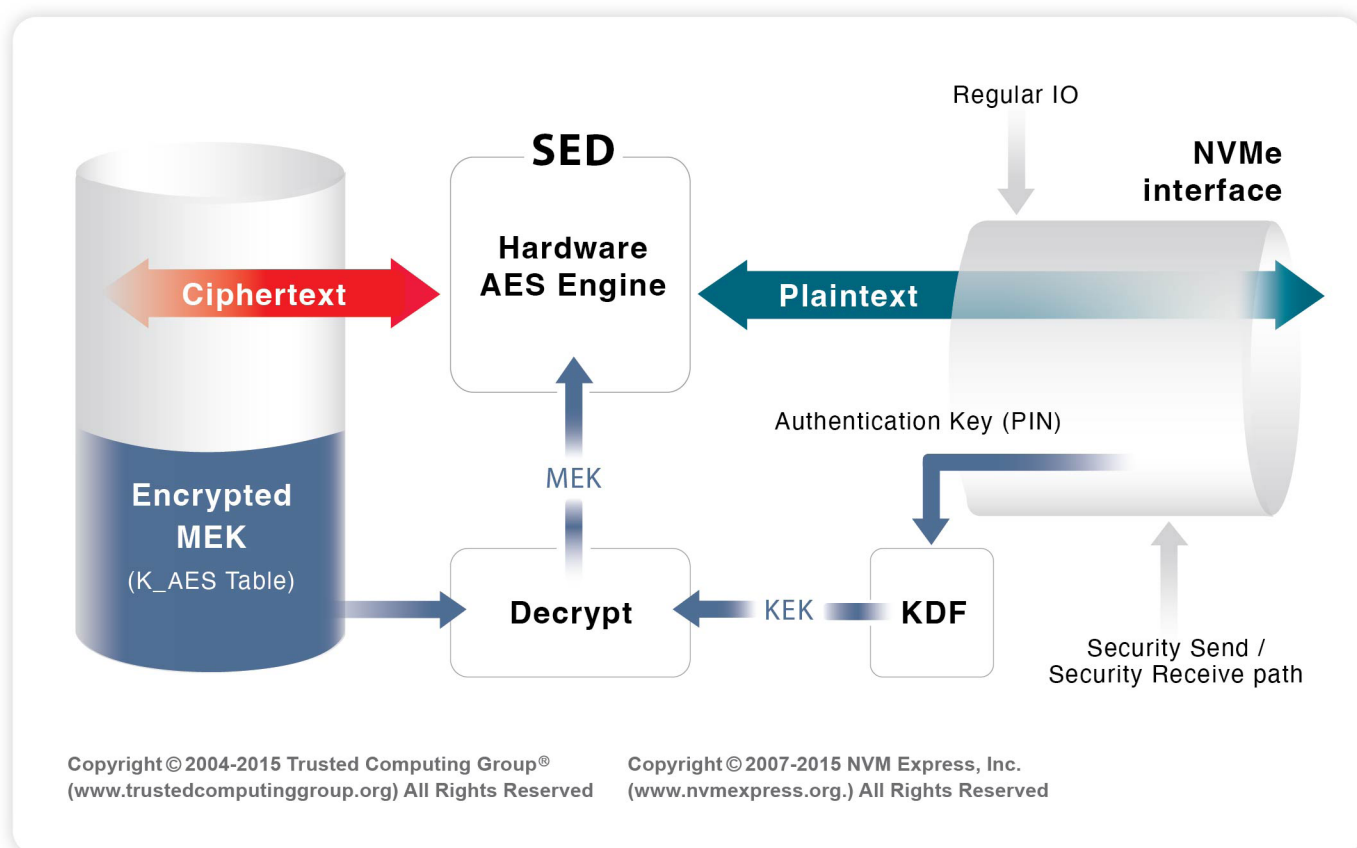 Regular IO
SED
NVMe
interface
Hardware
AES Engine
Ciphertext
Plaintext
Authentication Key (PIN)
MEK
Encrypted
MEK
(K_AES Table)
Decrypt
KEK
KDF
Security Send /
Security Receive path
Copyright © 2004-2015 Trusted Computing Group®
(www.trustedcomputinggroup.org) All Rights Reserved
Copyright © 2007-2015 NVM Express, Inc.
(www.nvmexpress.org.) All Rights Reserved